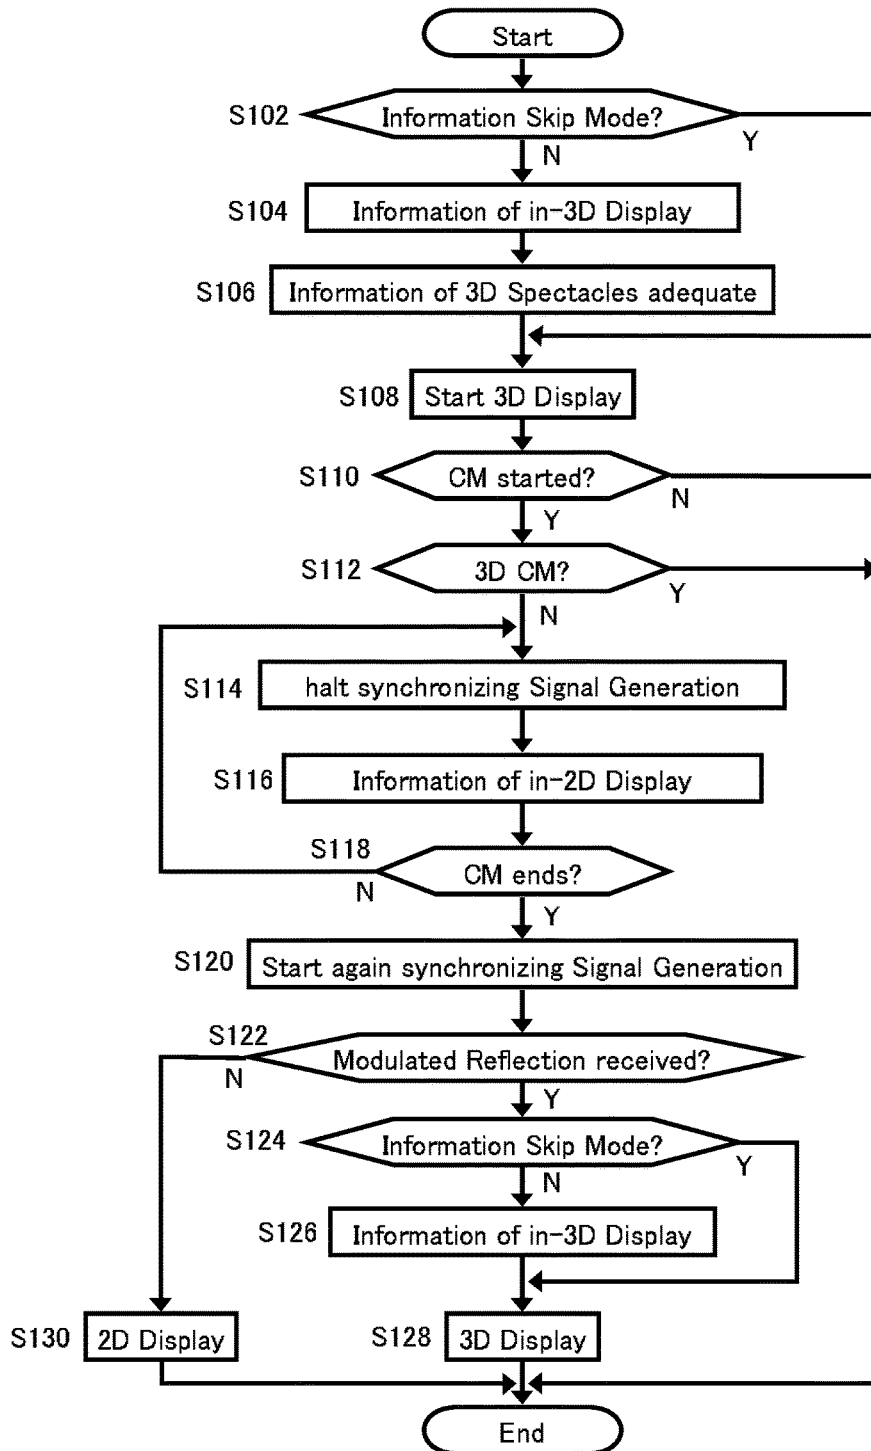 Start
S102 Information Skip Mode?
Y
N
S104 Information of in-3D Display
S106 Information of 3D Spectacles adequate
S108 Start 3D Display
S110 CM started?
N
Y
S112 3D CM?
Y
N
S114 halt synchronizing Signal Generation
S116 Information of in-2D Display
S118 CM ends?
N
Y
S120 Start again synchronizing Signal Generation
S122 Modulated Reflection received?
N
Y
S124 Information Skip Mode?
Y
N
S126 Information of in-3D Display
S130 2D Display S128 3D Display
End